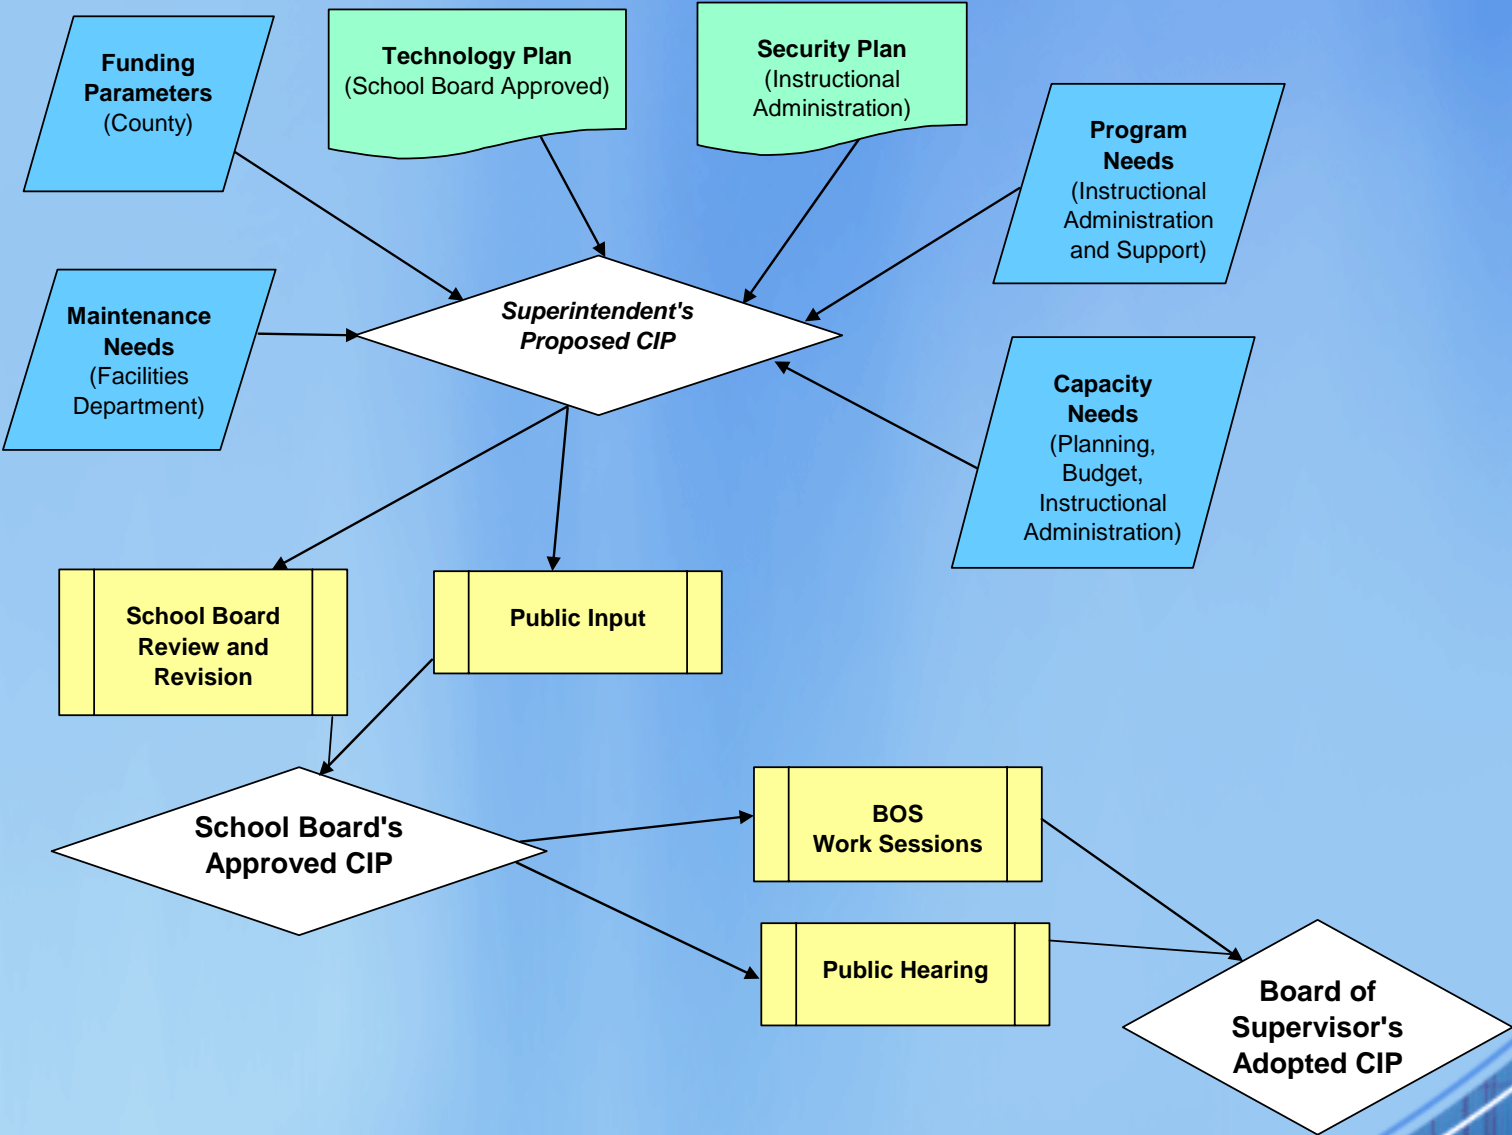 Funding
Parameters
(County)
Technology Plan
(School Board Approved)
Security Plan
(Instructional
Administration)
Program
Needs
(Instructional
Administration
and Support)
Maintenance
Needs
(Facilities
Department)
Superintendent's
Proposed CIP
Capacity
Needs
(Planning,
Budget,
Instructional
Administration)
School Board
Review and
Revision
Public Input
School Board's
Approved CIP
BOS
Work Sessions
Public Hearing
Board of
Supervisor's
Adopted CIP